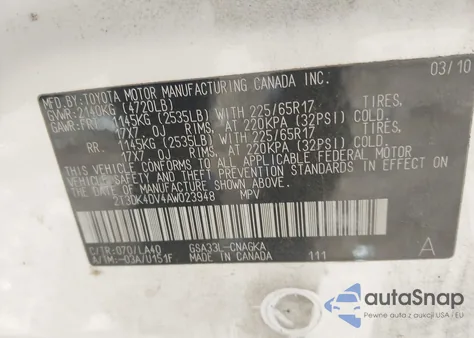 MFD. BY: TOYOTA MOTOR MANUFACTURING CANADA INC. 03/10
GVWR: 2140KG (4720LB)
GAWR: FRT. 1145KG (2535LB) WITH 225/65R17 TIRES,
17X7 OJ RIMS, AT 220KPA (32PSI) COLD.
RR. 1145KG (2535LB) WITH 225/65R17 TIRES,
17X7 OJ RIMS, AT 220KPA (32PSI) COLD.
THIS VEHICLE CONFORMS TO ALL APPLICABLE FEDERAL MOTOR
VEHICLE SAFETY AND THEFT PREVENTION STANDARDS IN EFFECT ON
THE DATE OF MANUFACTURE SHOWN ABOVE.
2T3DK4DV4AW023948 MPV
C/TR: 070/LA40 GSA33L-CNAGKA
A/TM: -03A/U151F MADE IN CANADA 111 A
autoSnap
Pewne auta z aukcji z USA i EU